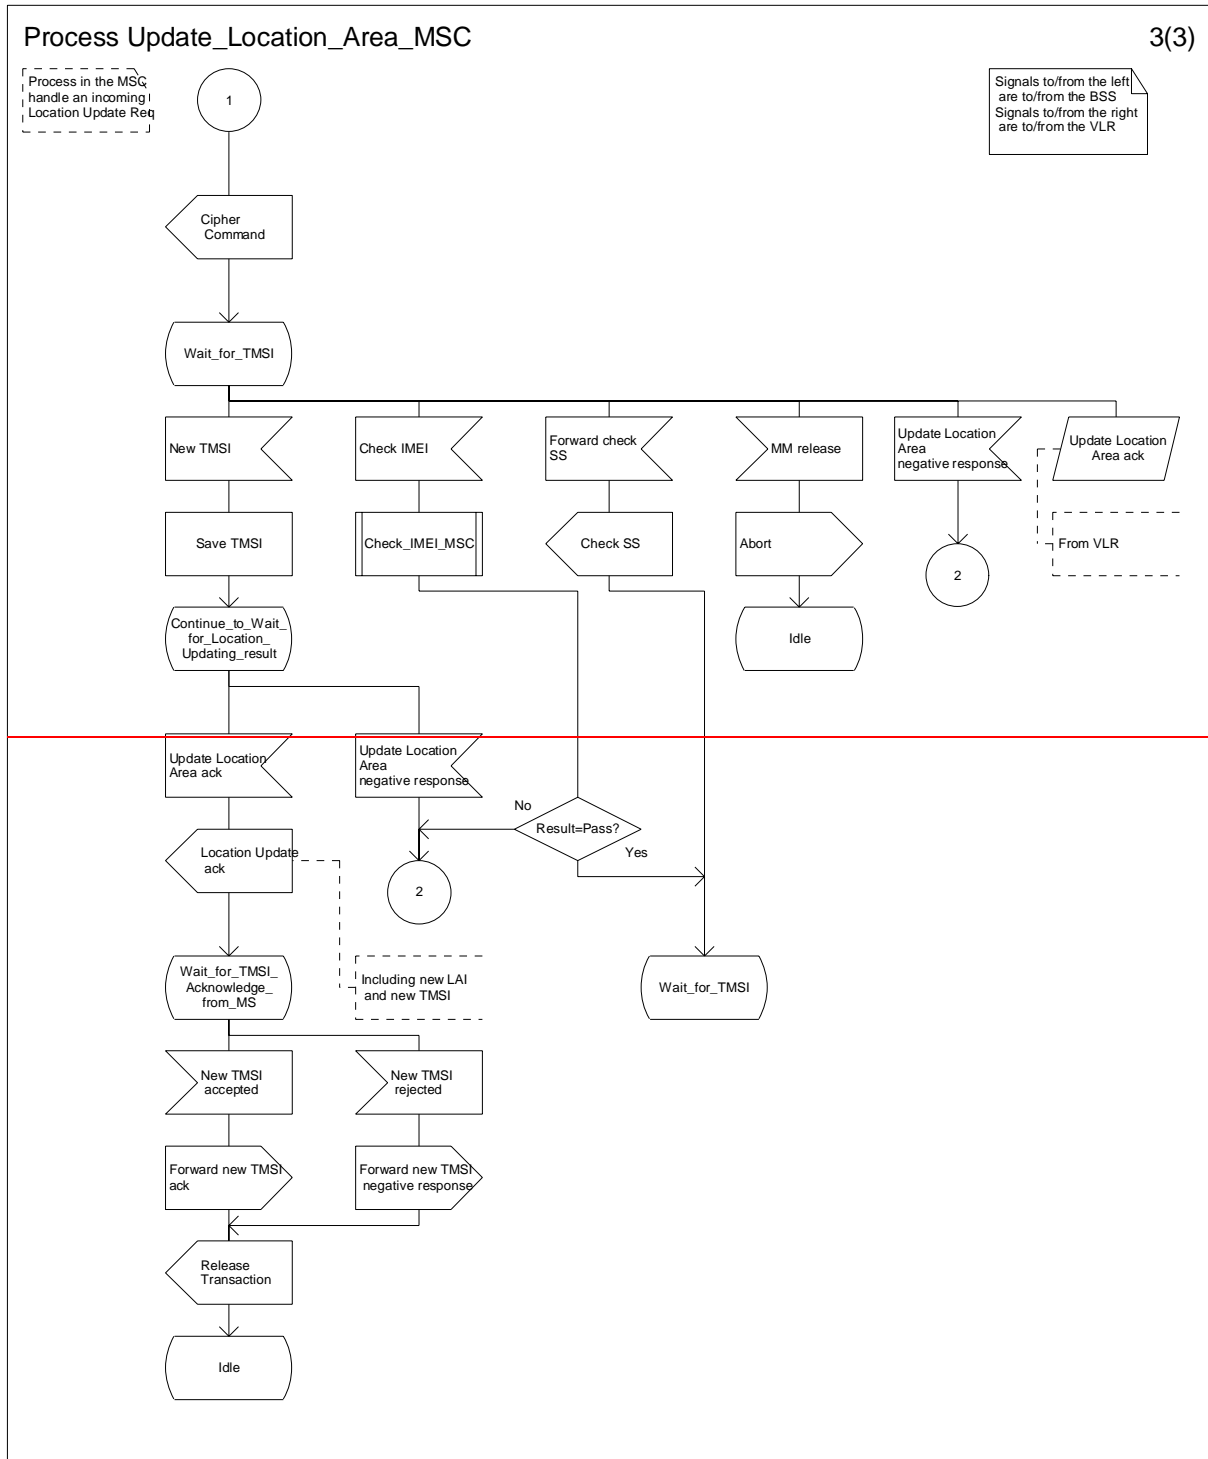 Process Update_Location_Area_MSC
3(3)
Process in the MSC
handle an incoming
Location Update Req
1
Signals to/from the left
are to/from the BSS
Signals to/from the right
are to/from the VLR
Cipher
Command
Wait_for_TMSI
New TMSI
Check IMEI
Forward check
SS
MM release
Update Location
Area
negative response
Update Location
Area ack
Save TMSI
Check_IMEI_MSC
Check SS
Abort
2
From VLR
Continue_to_Wait_
for_Location_
Updating_result
Idle
Update Location
Area ack
Update Location
Area
negative response
No
Result=Pass?
Yes
Location Update
ack
2
Wait_for_TMSI_
Acknowledge_
from_MS
Including new LAI
and new TMSI
Wait_for_TMSI
New TMSI
accepted
New TMSI
rejected
Forward new TMSI
ack
Forward new TMSI
negative response
Release
Transaction
Idle